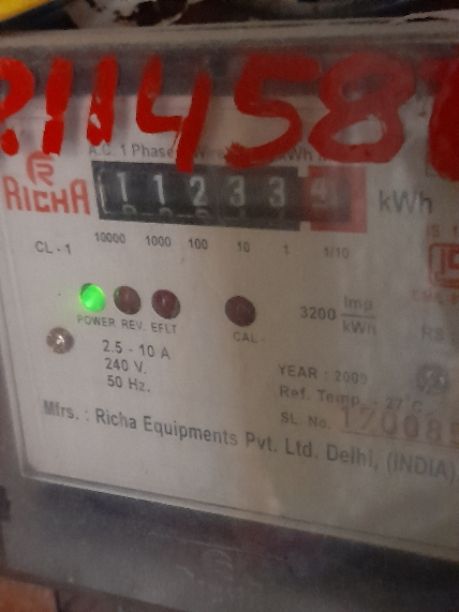 211458
A.C. 1 Phase
RICHA
11233 kWh
CL - 1
10000 1000 100 10 1 1/10
POWER REV. EFLT
CAL
3200 Imp/kWh
2.5 - 10 A
240 V.
50 Hz.
YEAR : 2009
Ref. Temp. - 27°C
SL. No. 170085
Mfrs. : Richa Equipments Pvt. Ltd. Delhi, (INDIA)